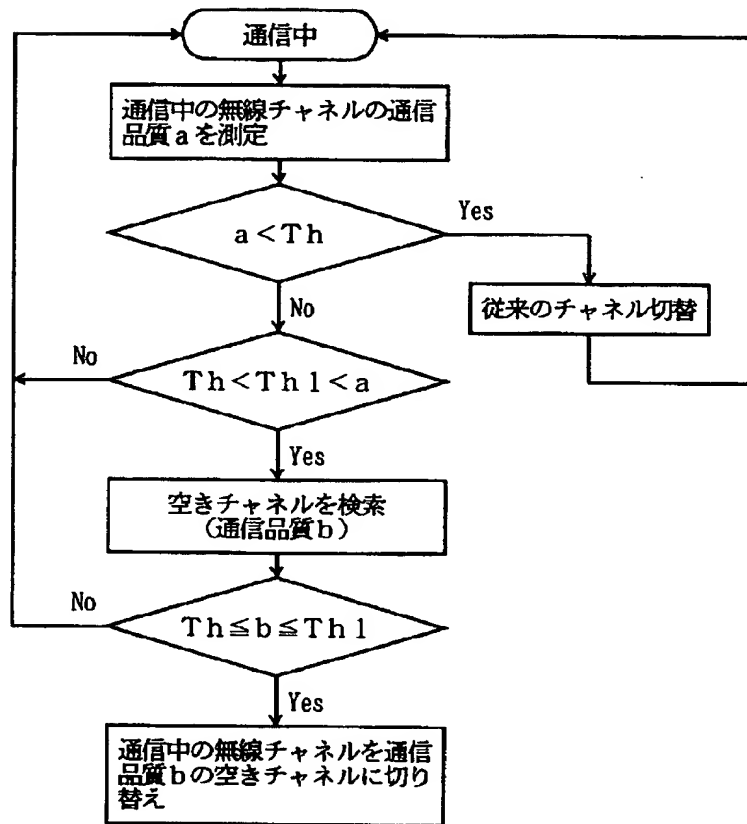 通信中
通信中の無線チャネルの通信
品質aを測定
a<Th
Yes
従来のチャネル切替
No
Th<Th1<a
No
Yes
空きチャネルを検索
(通信品質b)
Th≦b≦Th1
No
Yes
通信中の無線チャネルを通信
品質bの空きチャネルに切り
替え